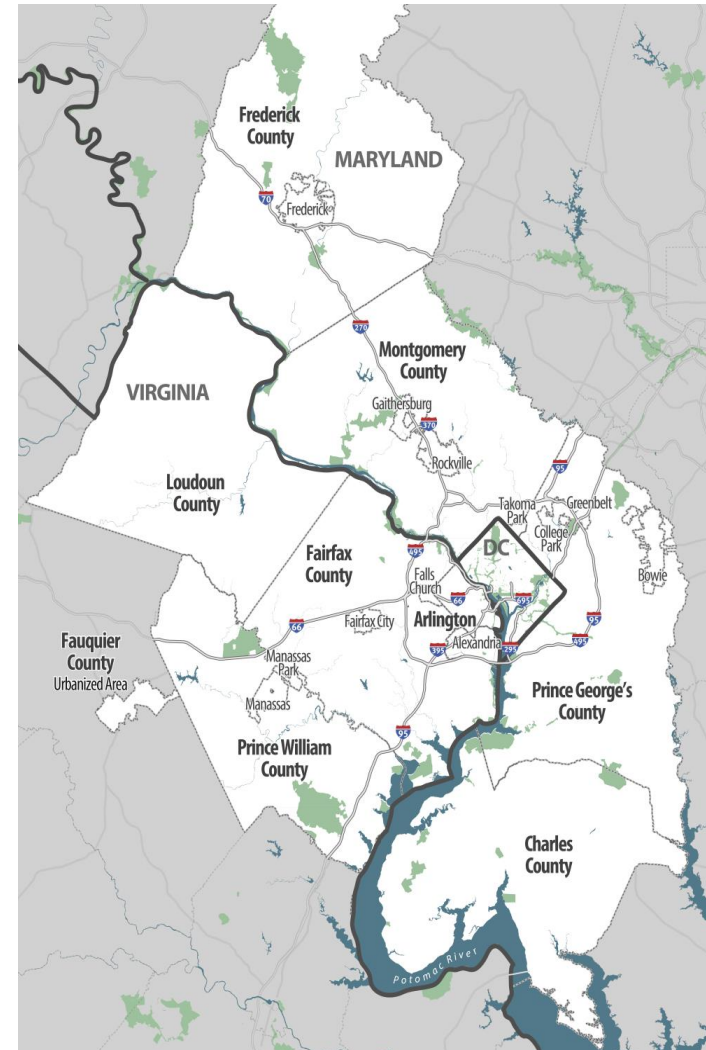 Frederick
County
MARYLAND
70
Frederick
270
Montgomery
County
VIRGINIA
Gaithersburg
370
Rockville
95
Loudoun
County
Takoma
Park
Greenbelt
College
Park
DC
495
Fairfax
County
Falls
Church
Bowie
66
695
Arlington
95
66
Fairfax City
Fauquier
County
Urbanized Area
395
Alexandria
295
495
Manassas
Park
Manassas
Prince George's
County
95
Prince William
County
Charles
County
Potomac River